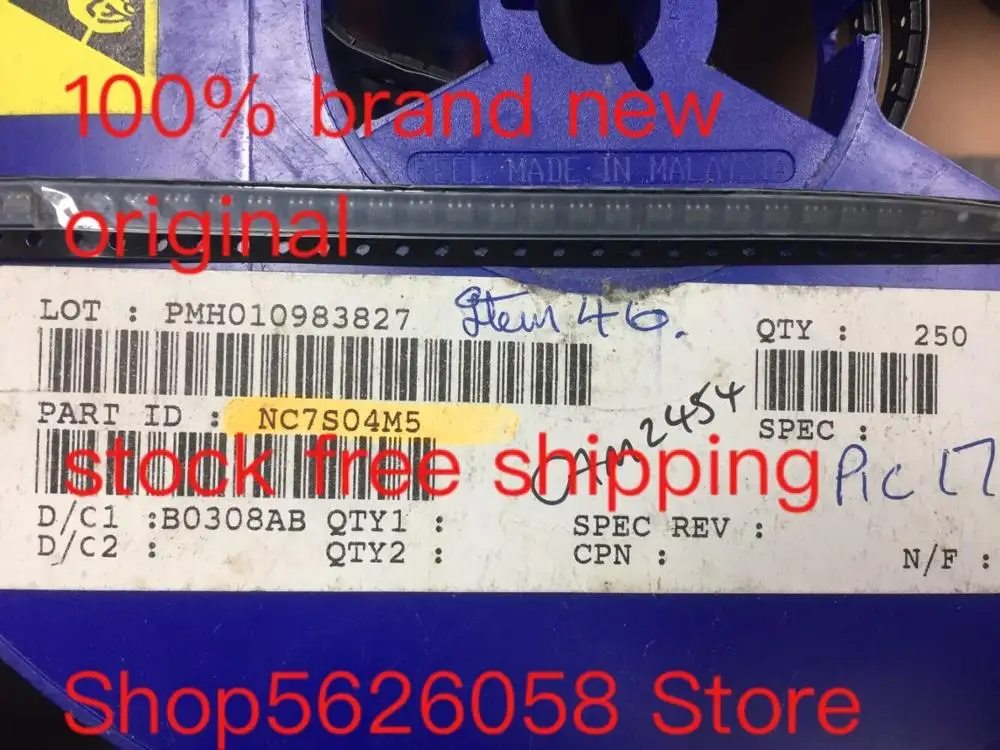 100% brand new
REEL MADE IN MALAYSIA
original
LOT : PMH010983827
Item 46.
QTY : 250
PART ID : NC7S04M5
2454
SPEC :
stock free shipping
Pic 17
D/C1 :B0308AB QTY1 :
SPEC REV :
D/C2 : QTY2 :
CPN :
N/F :
Shop5626058 Store